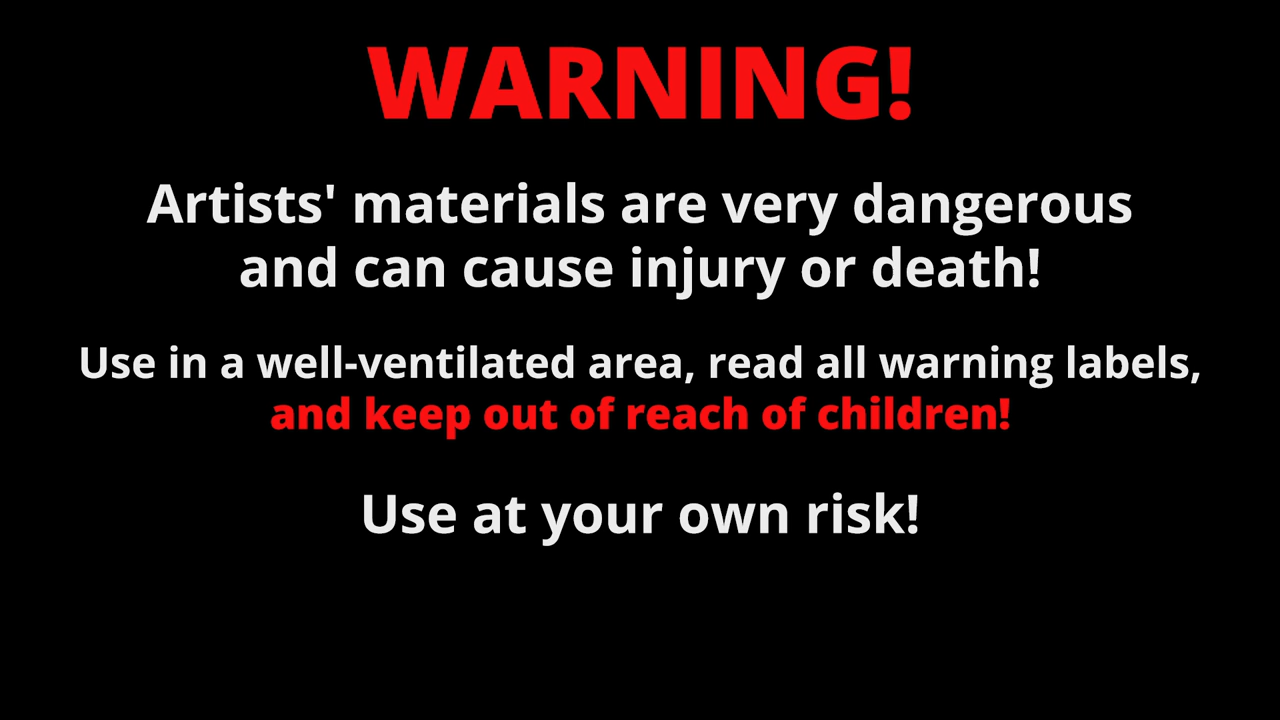 WARNING!
Artists' materials are very dangerous
and can cause injury or death!
Use in a well-ventilated area, read all warning labels,
and keep out of reach of children!
Use at your own risk!